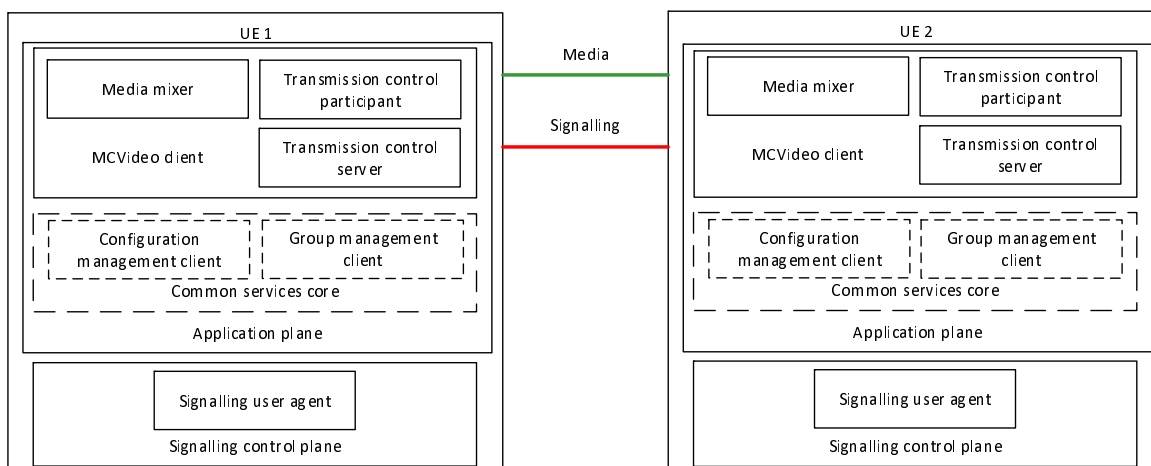 UE 1
Media mixer
Transmission control
participant
MCVideo client
Transmission control
server
Configuration
management client
Group management
client
Common services core
Application plane
Signalling user agent
Signalling control plane
Media
Signalling
UE 2
Media mixer
Transmission control
participant
MCVideo client
Transmission control
server
Configuration
management client
Group management
client
Common services core
Application plane
Signalling user agent
Signalling control plane